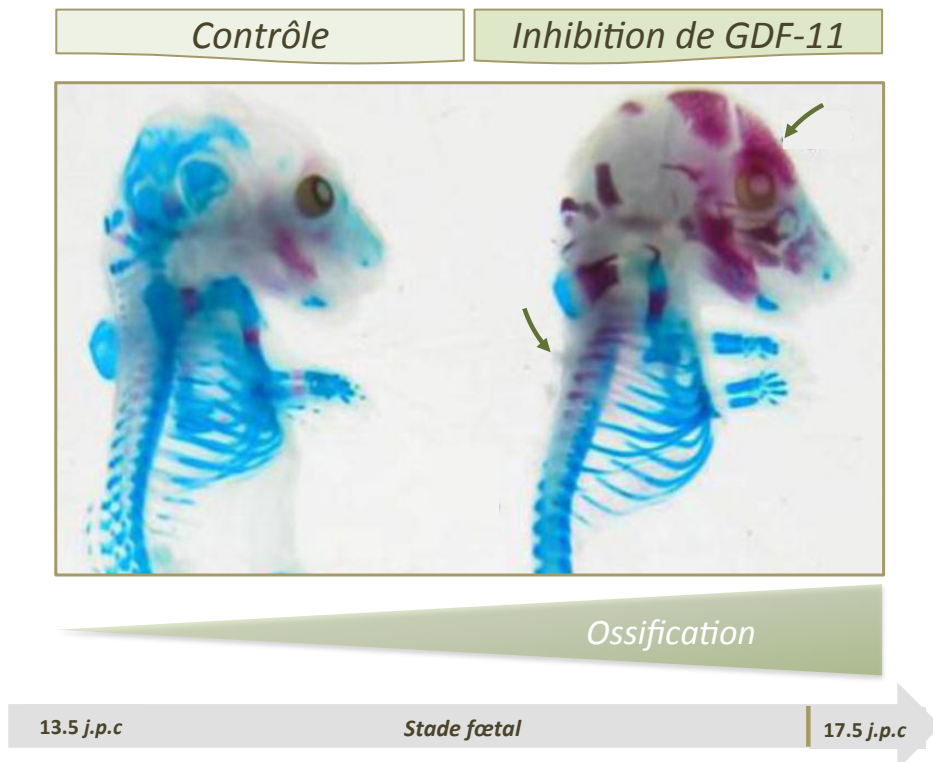 Contrôle
Inhibition de GDF-11
Ossification
13.5 j.p.c
Stade fœtal
17.5 j.p.c